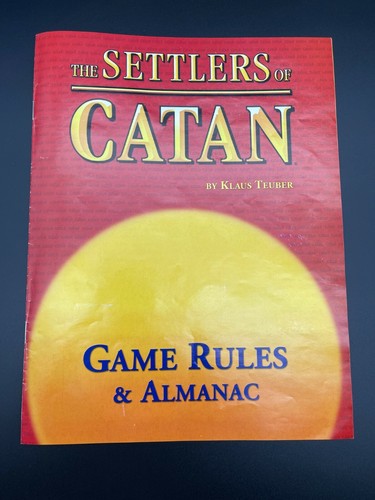 THE SETTLERS OF
CATAN
BY KLAUS TEUBER
GAME RULES
& ALMANAC